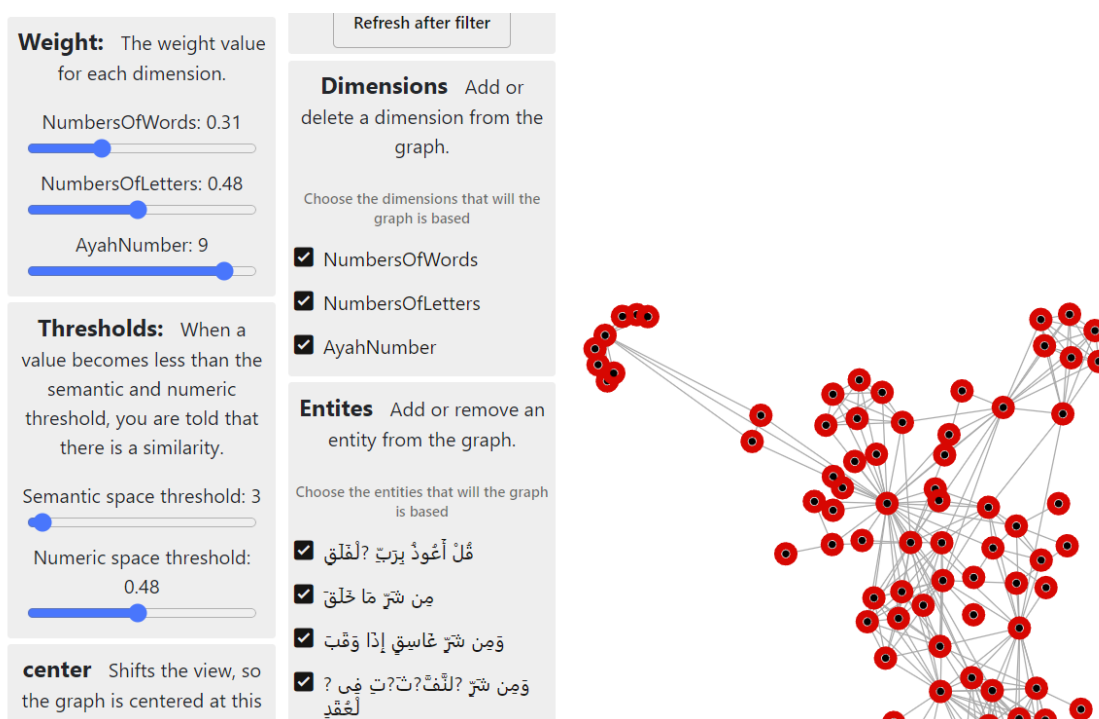 Weight: The weight value
for each dimension.
NumbersOfWords: 0.31
NumbersOfLetters: 0.48
AyahNumber: 9
Thresholds: When a
value becomes less than the
semantic and numeric
threshold, you are told that
there is a similarity.
Semantic space threshold: 3
Numeric space threshold:
0.48
center Shifts the view, so
the graph is centered at this
Refresh after filter
Dimensions Add or
delete a dimension from the
graph.
Choose the dimensions that will the
graph is based
NumbersOfWords
NumbersOfLetters
AyahNumber
Entites Add or remove an
entity from the graph.
Choose the entities that will the graph
is based
قُلْ أَعُوذُ بِرَبِّ ?لْفَلَقِ
مِن شَرِّ مَا خَلَقَ
وَمِن شَرِّ غَاسِقٍ إِذَا وَقَبَ
وَمِن شَرِّ ?لنَّفَّ?ثَ?تِ فِى ?
لْعُقَدِ